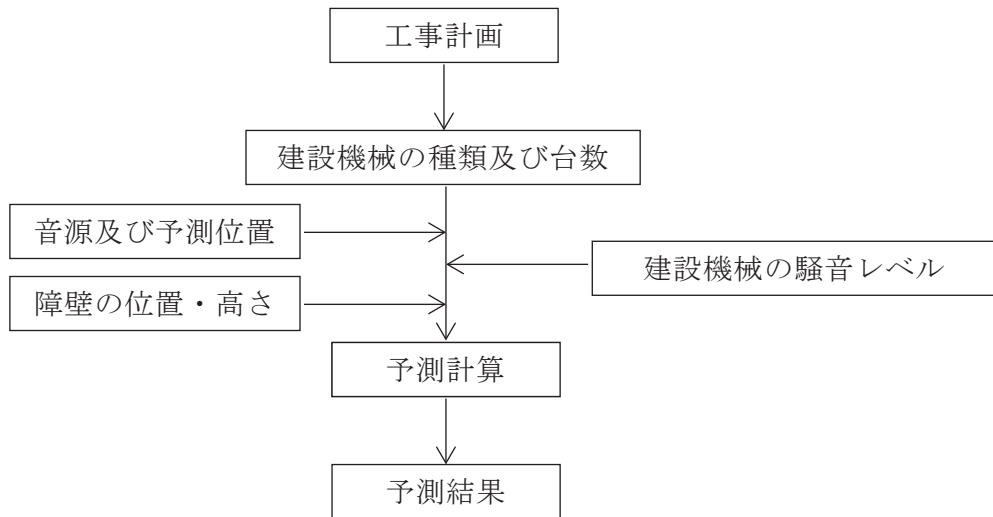 工事計画
建設機械の種類及び台数
音源及び予測位置
建設機械の騒音レベル
障壁の位置・高さ
予測計算
予測結果